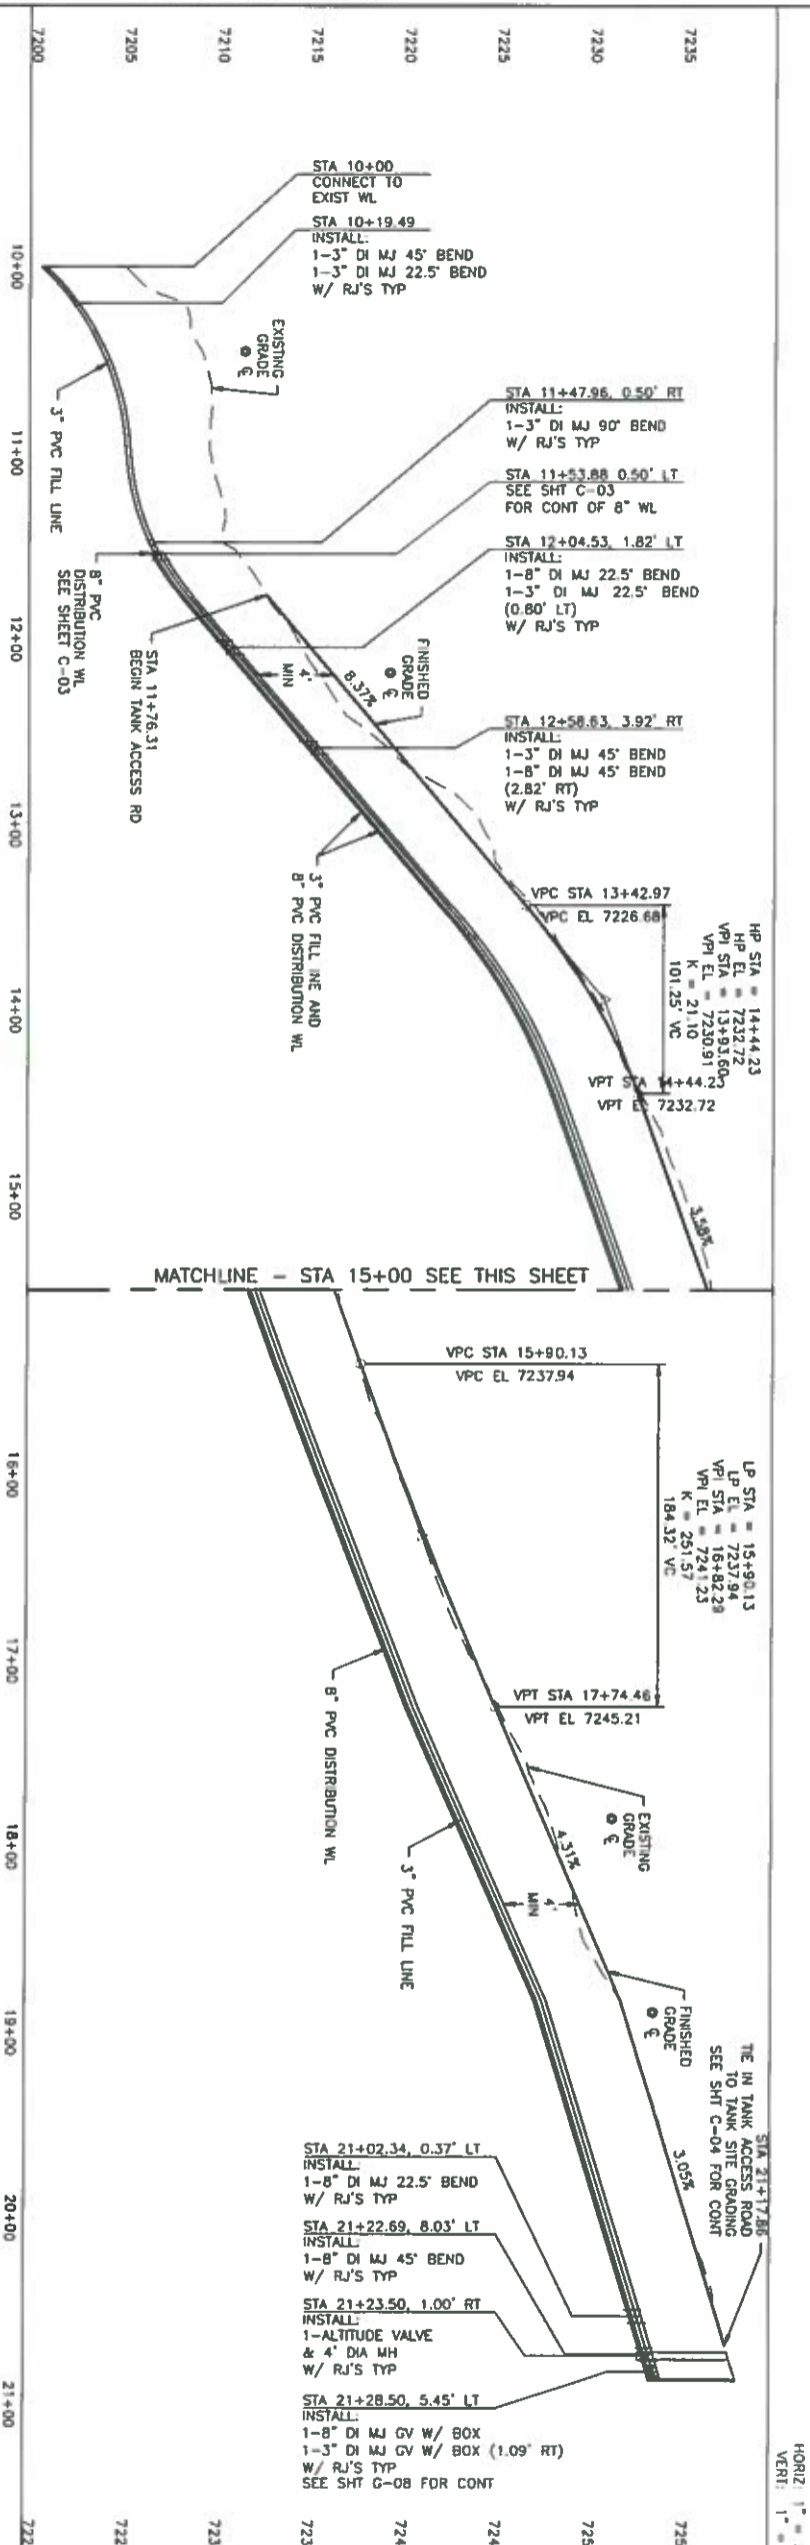 7200
7205
7210
7215
7220
7225
7230
7235
STA 10+00
CONNECT TO
EXIST WL
STA 10+19.49
INSTALL:
1-3" DI MJ 45° BEND
1-3" DI MJ 22.5° BEND
W/ RJ'S TYP
EXISTING
GRADE
@ ℄
3" PVC FILL LINE
STA 11+47.96, 0.50' RT
INSTALL:
1-3" DI MJ 90° BEND
W/ RJ'S TYP
STA 11+53.88 0.50' LT
SEE SHT C-03
FOR CONT OF 8" WL
STA 12+04.53, 1.82' LT
INSTALL:
1-8" DI MJ 22.5° BEND
1-3" DI MJ 22.5° BEND
(0.80' LT)
W/ RJ'S TYP
8" PVC
DISTRIBUTION WL
SEE SHEET C-03
STA 11+76.31
BEGIN TANK ACCESS RD
4'
MIN
8.37%
FINISHED
GRADE
@ ℄
STA 12+58.63, 3.92' RT
INSTALL:
1-3" DI MJ 45° BEND
1-8" DI MJ 45° BEND
(2.82' RT)
W/ RJ'S TYP
3" PVC FILL INE AND
8" PVC DISTRIBUTION WL
VPC STA 13+42.97
VPC EL 7226.68
HP STA = 14+44.23
HP EL = 7232.72
VPI STA = 13+93.60
VPI EL = 7230.91
K = 21.10
101.25' VC
VPT STA 14+44.23
VPT EL 7232.72
3.58%
10+00
11+00
12+00
13+00
14+00
15+00
MATCHLINE - STA 15+00 SEE THIS SHEET
VPC STA 15+90.13
VPC EL 7237.94
LP STA = 15+90.13
LP EL = 7237.94
VPI STA = 16+82.29
VPI EL = 7241.23
K = 251.57
184.32' VC
VPT STA 17+74.46
VPT EL 7245.21
8" PVC DISTRIBUTION WL
EXISTING
GRADE
@ ℄
4.31%
3" PVC FILL LINE
4'
MIN
FINISHED
GRADE
@ ℄
3.05%
STA 21+17.86
TIE IN TANK ACCESS ROAD
TO TANK SITE GRADING
SEE SHT C-04 FOR CONT
STA 21+02.34, 0.37' LT
INSTALL:
1-8" DI MJ 22.5° BEND
W/ RJ'S TYP
STA 21+22.69, 8.03' LT
INSTALL:
1-8" DI MJ 45° BEND
W/ RJ'S TYP
STA 21+23.50, 1.00' RT
INSTALL:
1-ALTITUDE VALVE
& 4' DIA MH
W/ RJ'S TYP
STA 21+28.50, 5.45' LT
INSTALL:
1-8" DI MJ GV W/ BOX
1-3" DI MJ GV W/ BOX (1.09' RT)
W/ RJ'S TYP
SEE SHT G-08 FOR CONT
16+00
17+00
18+00
19+00
20+00
21+00
HORIZ: 1" =
VERT: 1" =